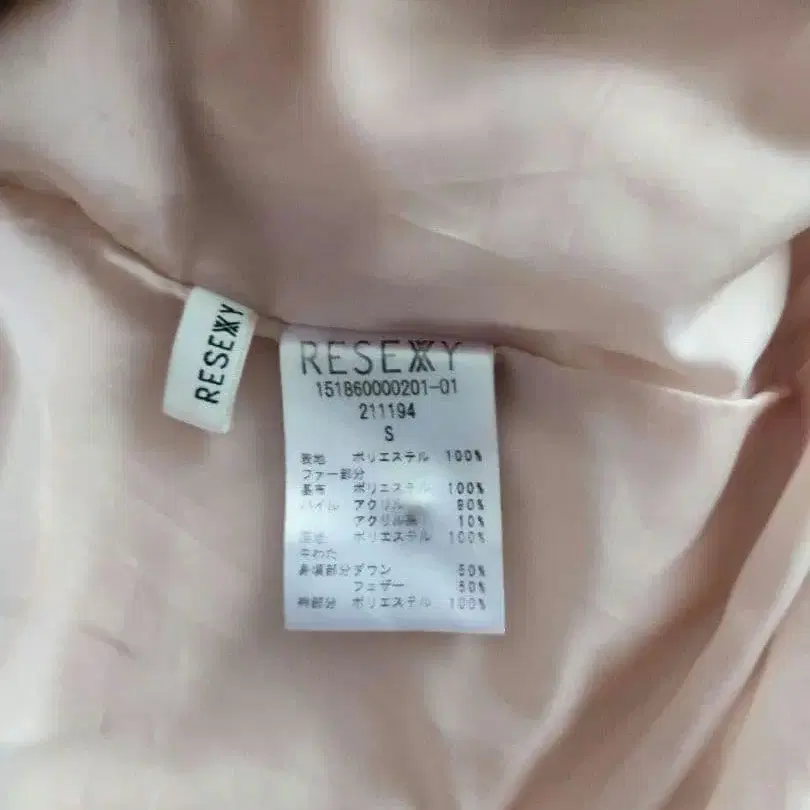 RESEXXY
RESEXXY
151860000201-01
211194
S
表地 ポリエステル 100%
ファー部分
基布 ポリエステル 100%
パイル アクリル 90%
アクリル系 10%
裏地 ポリエステル 100%
中わた
身頃部分ダウン 50%
フェザー 50%
袖部分 ポリエステル 100%